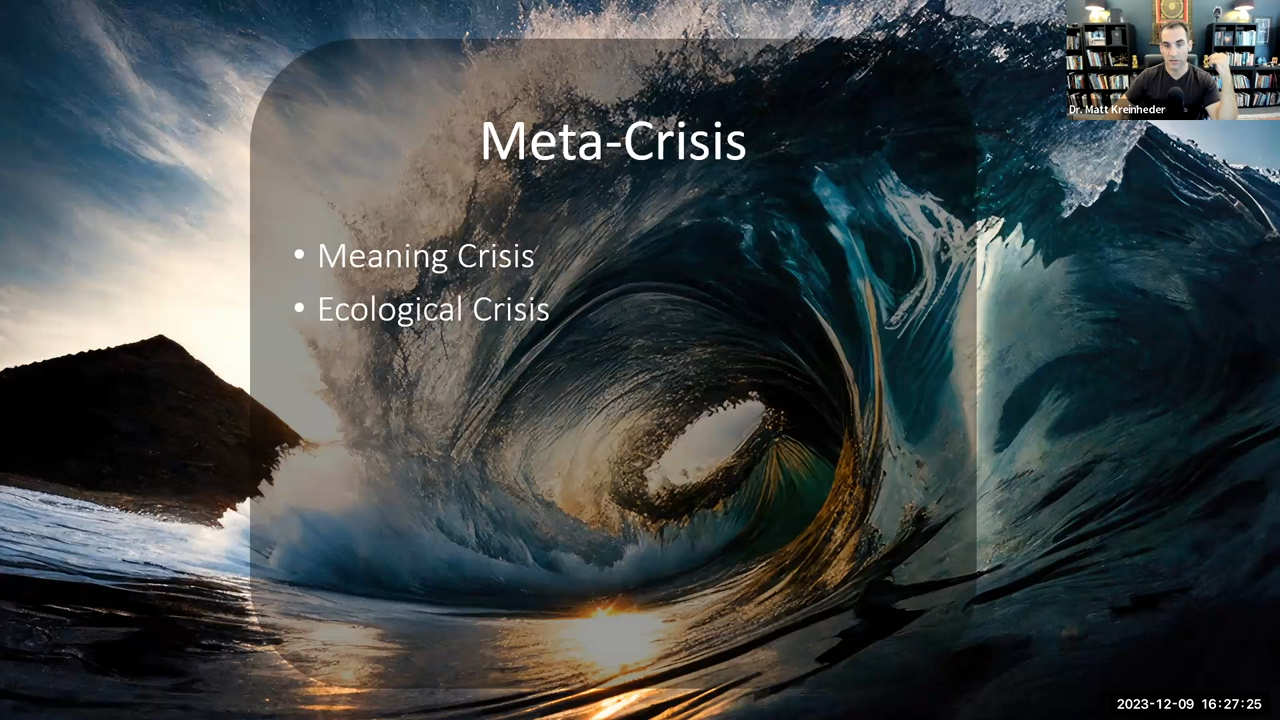 Meta-Crisis
• Meaning Crisis
• Ecological Crisis
Dr. Matt Kreinheder
2023-12-09 16:27:25